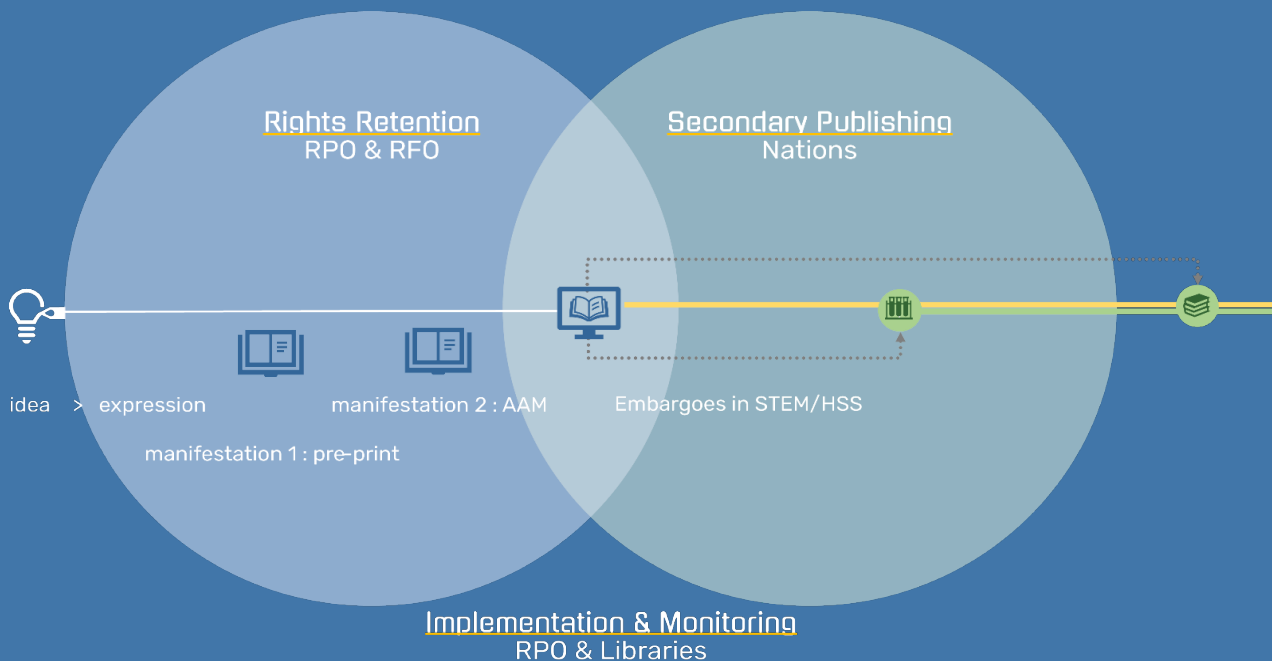 Rights Retention
RPO & RFO
Secondary Publishing
Nations
idea > expression
manifestation 2 : AAM
Embargoes in STEM/HSS
manifestation 1 : pre-print
Implementation & Monitoring
RPO & Libraries